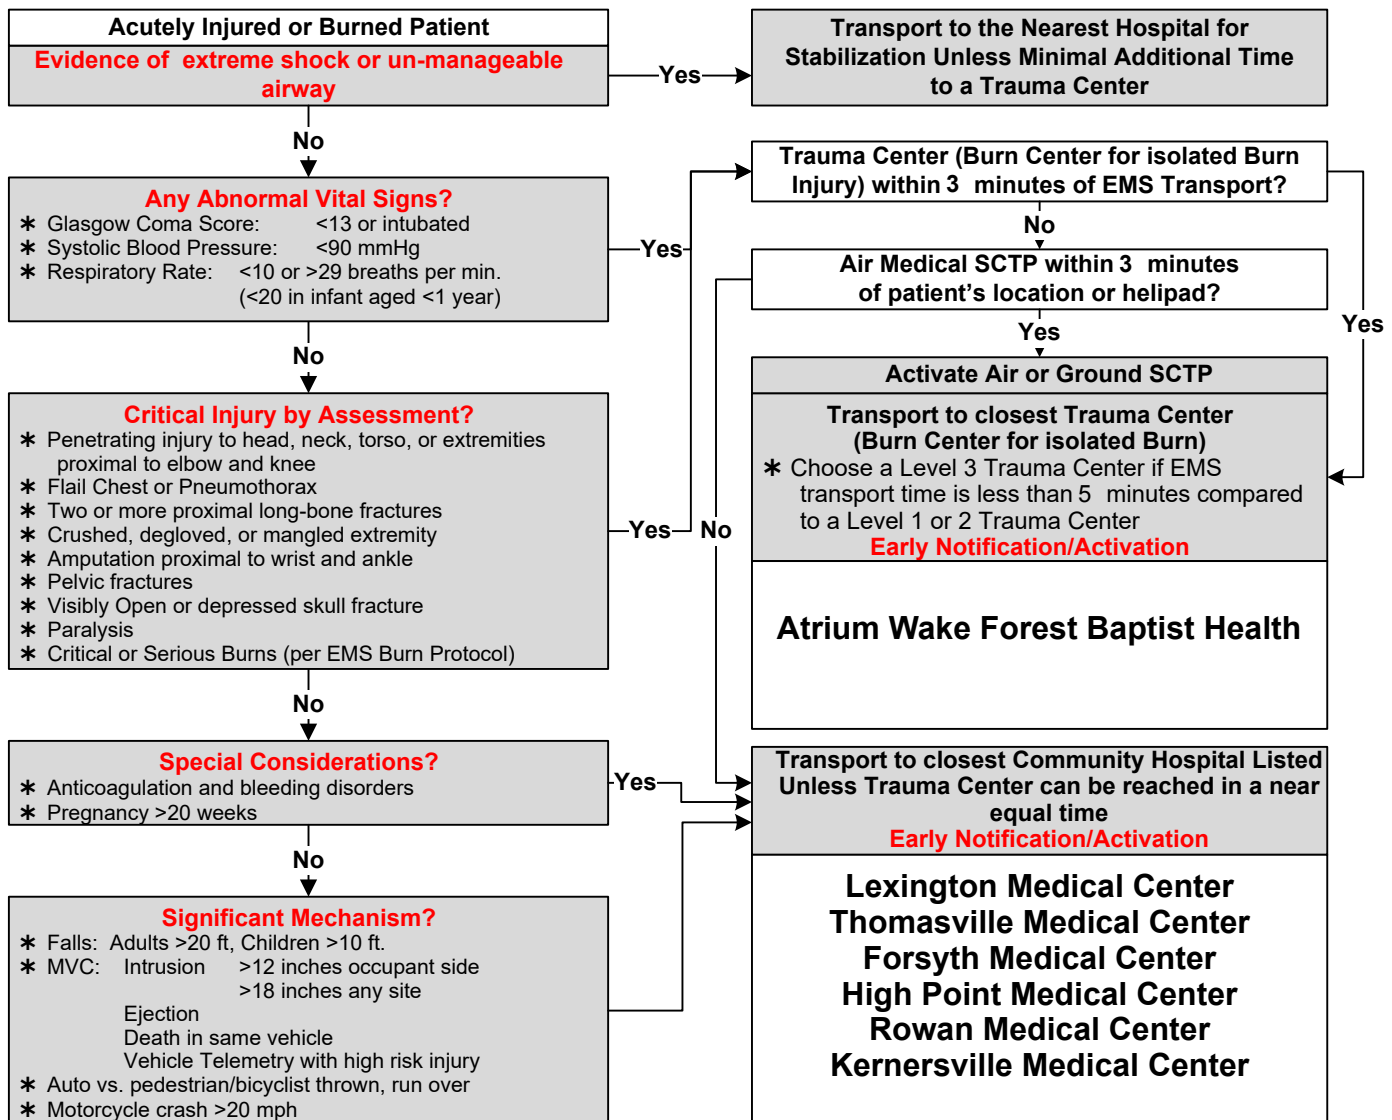 Acutely Injured or Burned Patient
Evidence of extreme shock or un-manageable
airway
Yes
Transport to the Nearest Hospital for
Stabilization Unless Minimal Additional Time
to a Trauma Center
No
Any Abnormal Vital Signs?
* Glasgow Coma Score: <13 or intubated
* Systolic Blood Pressure: <90 mmHg
* Respiratory Rate: <10 or >29 breaths per min.
(<20 in infant aged <1 year)
Yes
Trauma Center (Burn Center for isolated Burn
Injury) within 3 minutes of EMS Transport?
No
Air Medical SCTP within 3 minutes
of patient's location or helipad?
Yes
Yes
No
Critical Injury by Assessment?
* Penetrating injury to head, neck, torso, or extremities
proximal to elbow and knee
* Flail Chest or Pneumothorax
* Two or more proximal long-bone fractures
* Crushed, degloved, or mangled extremity
* Amputation proximal to wrist and ankle
* Pelvic fractures
* Visibly Open or depressed skull fracture
* Paralysis
* Critical or Serious Burns (per EMS Burn Protocol)
Yes
No
Activate Air or Ground SCTP
Transport to closest Trauma Center
(Burn Center for isolated Burn)
* Choose a Level 3 Trauma Center if EMS
transport time is less than 5 minutes compared
to a Level 1 or 2 Trauma Center
Early Notification/Activation
Atrium Wake Forest Baptist Health
No
Special Considerations?
* Anticoagulation and bleeding disorders
* Pregnancy >20 weeks
Yes
Transport to closest Community Hospital Listed
Unless Trauma Center can be reached in a near
equal time
Early Notification/Activation
Lexington Medical Center
Thomasville Medical Center
Forsyth Medical Center
High Point Medical Center
Rowan Medical Center
Kernersville Medical Center
No
Significant Mechanism?
* Falls: Adults >20 ft, Children >10 ft.
* MVC: Intrusion >12 inches occupant side
>18 inches any site
Ejection
Death in same vehicle
Vehicle Telemetry with high risk injury
* Auto vs. pedestrian/bicyclist thrown, run over
* Motorcycle crash >20 mph